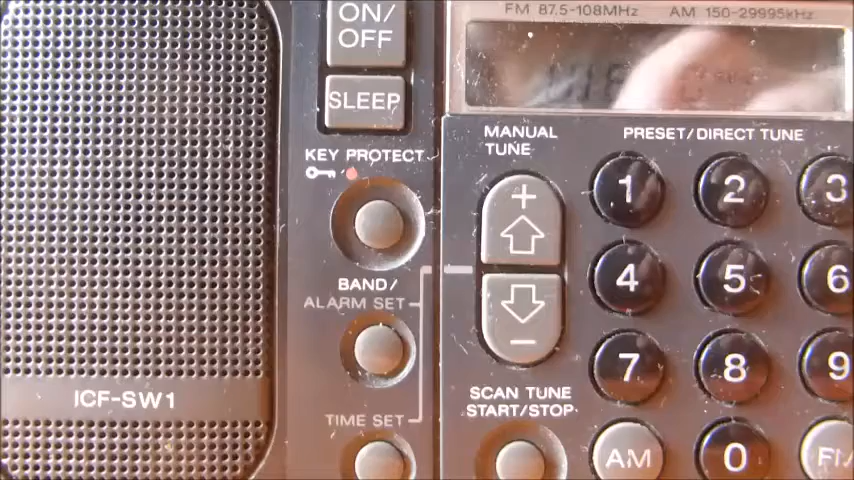 ON/
OFF
FM 87.5-108MHz AM 150-29995kHz
SLEEP
MANUAL
TUNE
PRESET/DIRECT TUNE
KEY PROTECT
1 2 3
+
4 5 6
BAND/
ALARM SET
−
7 8 9
ICF-SW1
SCAN TUNE
START/STOP
TIME SET
AM 0 FM